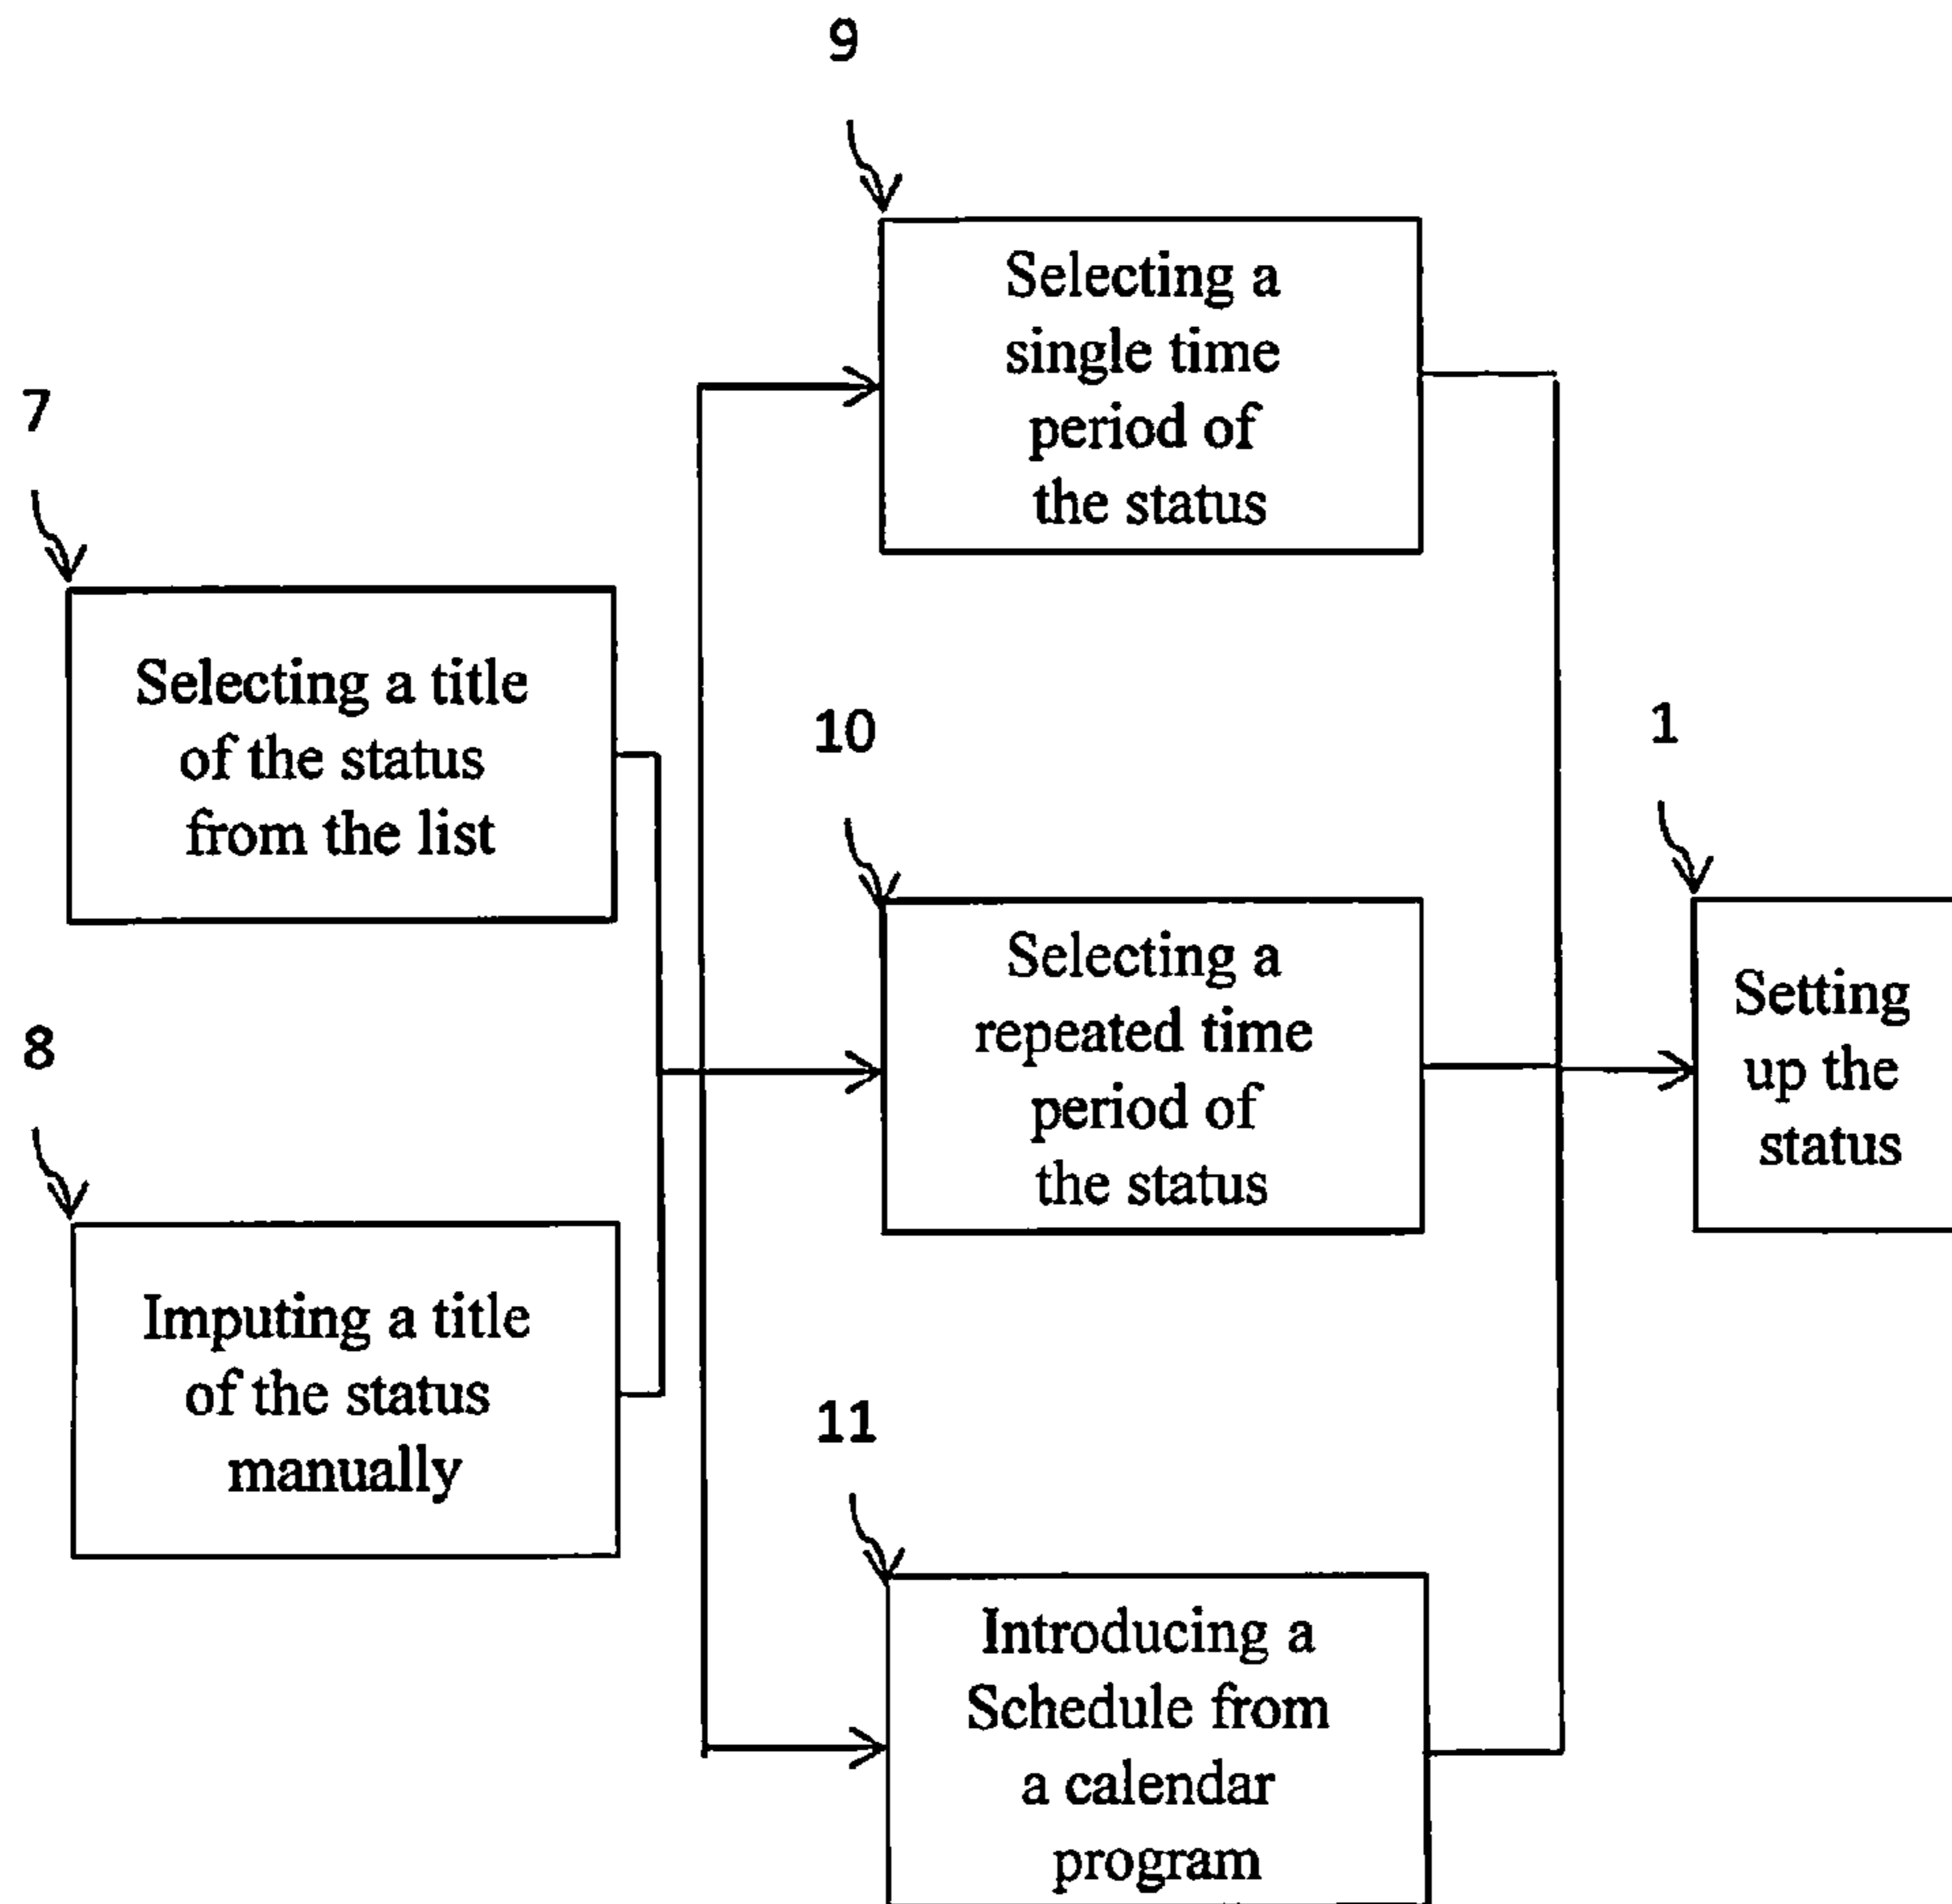 7
Selecting a title
of the status
from the list
8
Imputing a title
of the status
manually
9
Selecting a
single time
period of
the status
10
Selecting a
repeated time
period of
the status
11
Introducing a
Schedule from
a calendar
program
1
Setting
up the
status